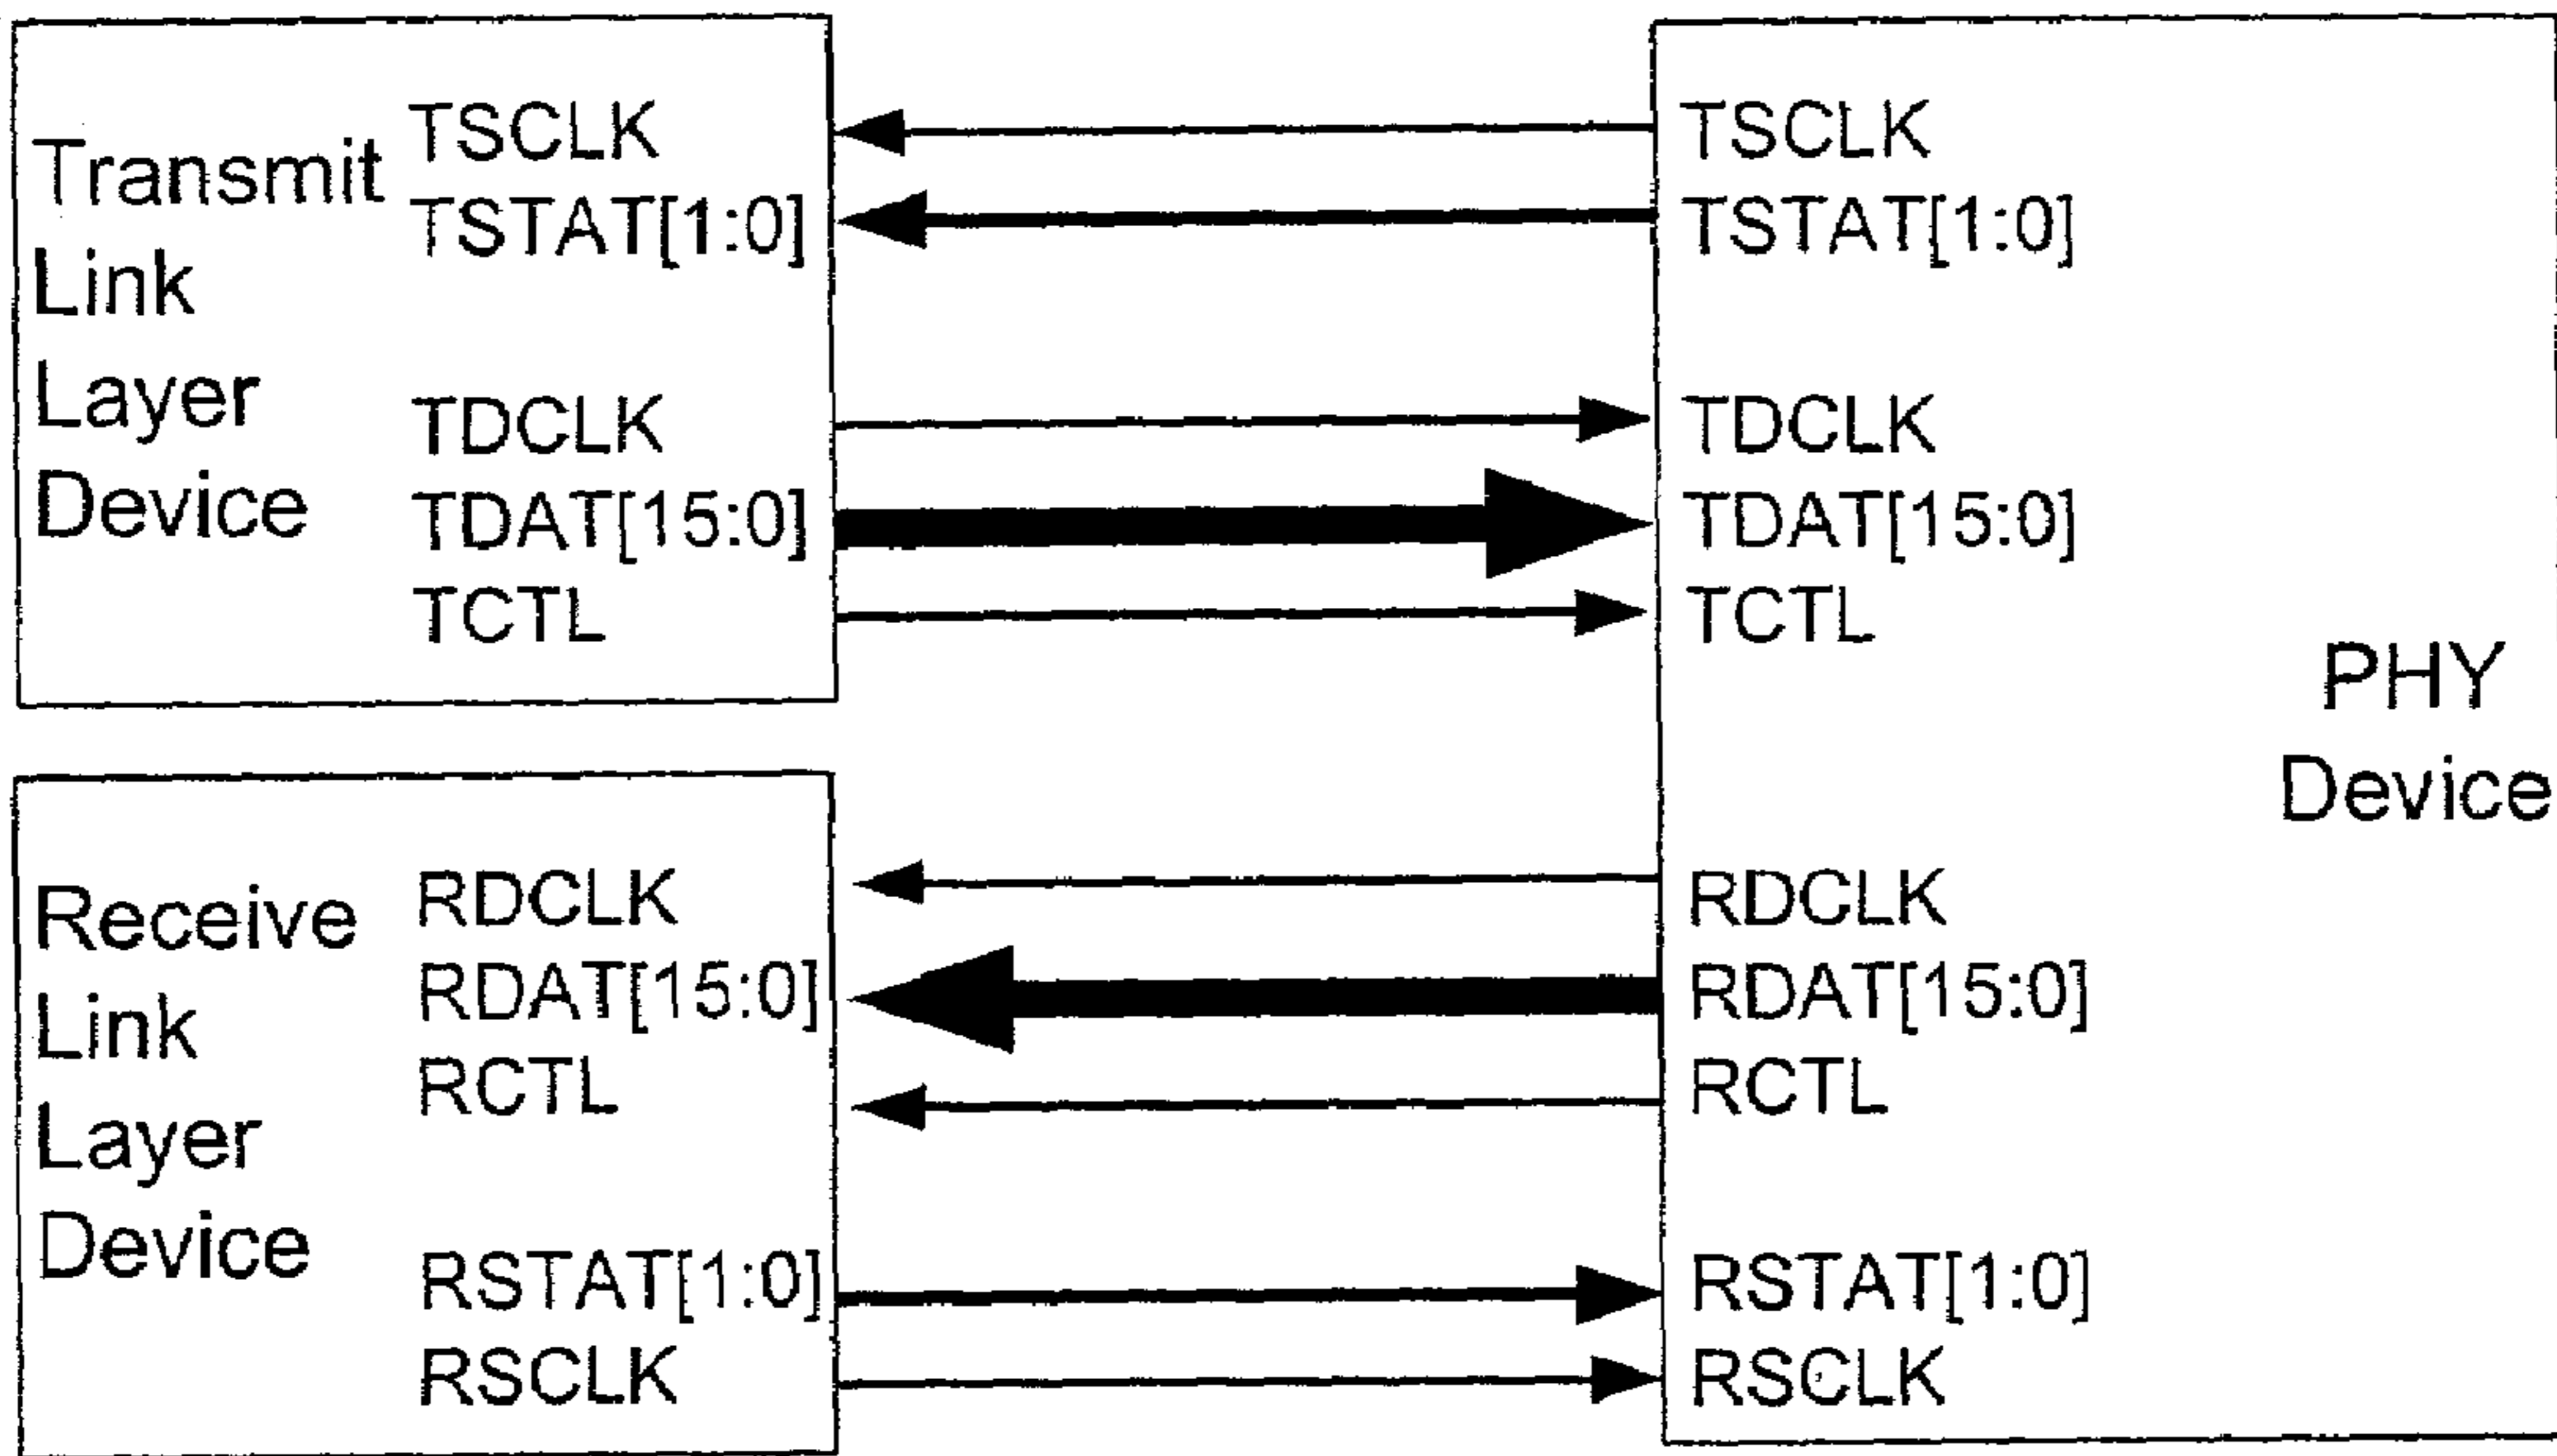 Transmit
Link
Layer
Device
TSCLK
TSTAT[1:0]
TDCLK
TDAT[15:0]
TCTL
TSCLK
TSTAT[1:0]
TDCLK
TDAT[15:0]
TCTL
PHY
Device
Receive
Link
Layer
Device
RDCLK
RDAT[15:0]
RCTL
RSTAT[1:0]
RSCLK
RDCLK
RDAT[15:0]
RCTL
RSTAT[1:0]
RSCLK